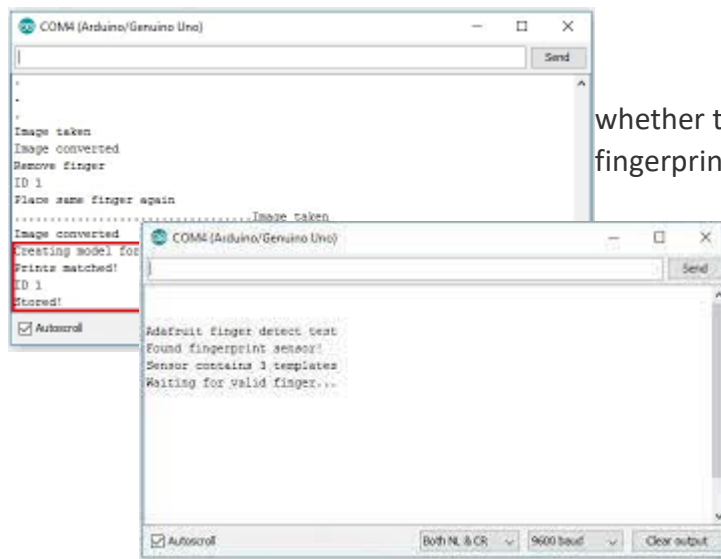 COM4 (Arduino/Genuino Uno)
Send
.
.
.
Image taken
Image converted
Remove finger
ID 1
Place same finger again
.................................Image taken
Image converted
Creating model for
Prints matched!
ID 1
Stored!
Autoscroll
whether t
fingerprin
COM4 (Arduino/Genuino Uno)
Send
Adafruit finger detect test
Found fingerprint sensor!
Sensor contains 3 templates
Waiting for valid finger...
Autoscroll
Both NL & CR
9600 baud
Clear output